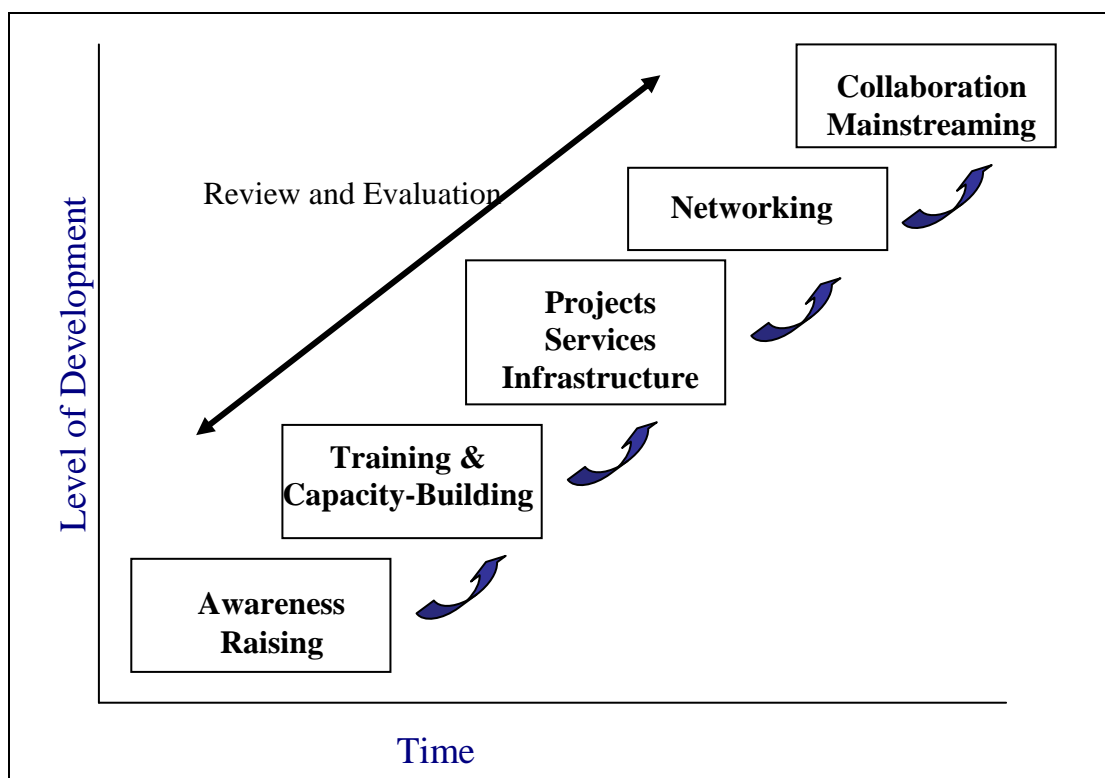 Collaboration
Mainstreaming
Review and Evaluation
Networking
Projects
Services
Infrastructure
Level of Development
Training &
Capacity-Building
Awareness
Raising
Time